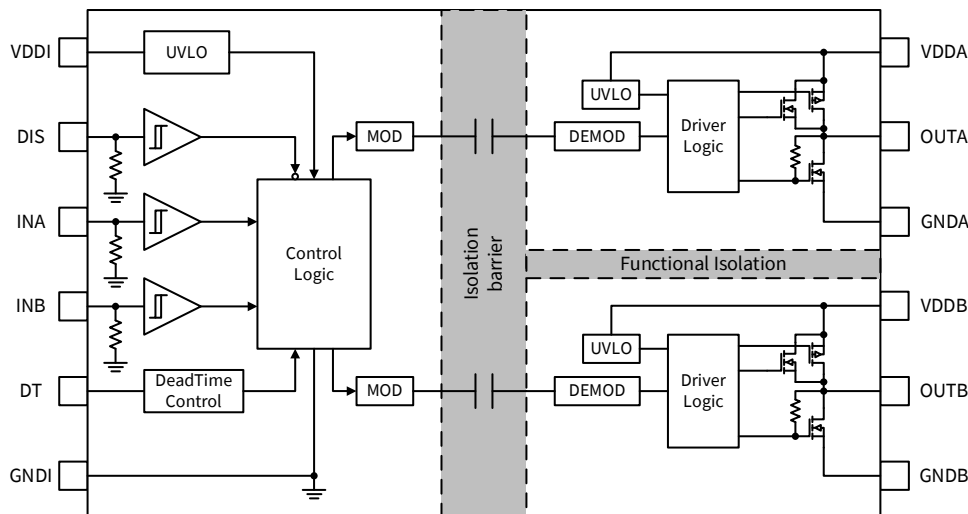 VDDI
UVLO
DIS
INA
INB
DT
DeadTime
Control
GNDI
Control
Logic
MOD
MOD
Isolation
barrier
Functional Isolation
UVLO
DEMOD
Driver
Logic
VDDA
OUTA
GNDA
UVLO
DEMOD
Driver
Logic
VDDB
OUTB
GNDB